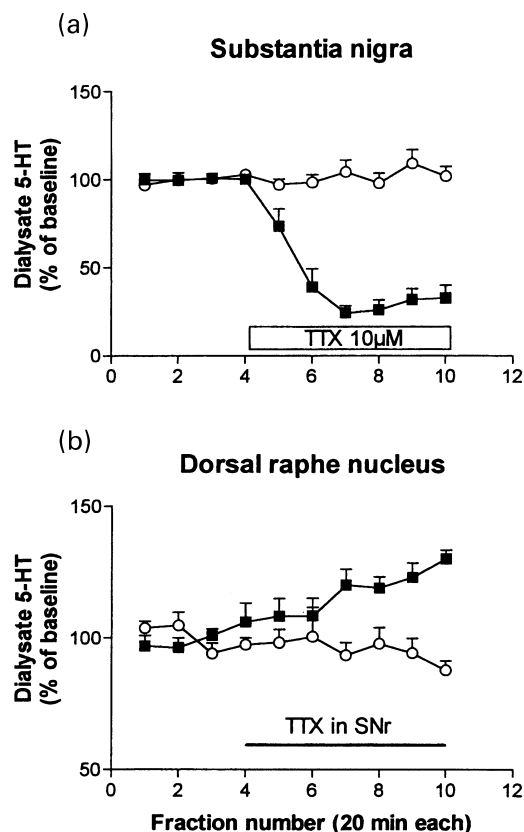 (a)
Substantia nigra
Dialysate 5-HT
(% of baseline)
150
100
50
0
TTX 10µM
0 2 4 6 8 10 12
(b)
Dorsal raphe nucleus
Dialysate 5-HT
(% of baseline)
150
100
50
TTX in SNr
0 2 4 6 8 10 12
Fraction number (20 min each)